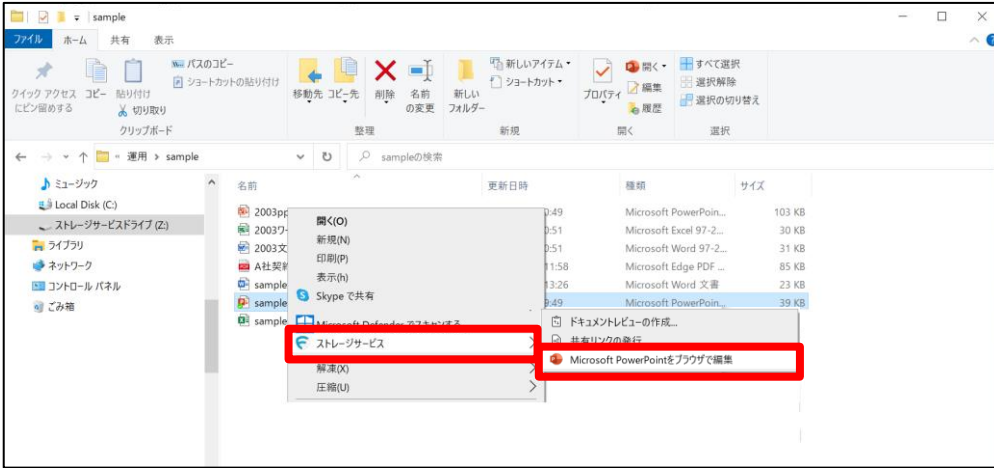 sample
ファイル ホーム 共有 表示
クイック アクセスにピン留めする
コピー
貼り付け
パスのコピー
ショートカットの貼り付け
切り取り
クリップボード
移動先 コピー先 削除 名前の変更
整理
新しいフォルダー
新しいアイテム
ショートカット
新規
プロパティ
開く
編集
履歴
開く
すべて選択
選択解除
選択の切り替え
選択
運用 > sample
sampleの検索
ミュージック
Local Disk (C:)
ストレージサービスドライブ (Z:)
ライブラリ
ネットワーク
コントロール パネル
ごみ箱
名前 更新日時 種類 サイズ
2003pp 0:49 Microsoft PowerPoin... 103 KB
2003ワ 0:51 Microsoft Excel 97-2... 30 KB
2003文 0:51 Microsoft Word 97-2... 31 KB
A社契約 11:58 Microsoft Edge PDF ... 85 KB
sample 13:26 Microsoft Word 文書 23 KB
sample 9:49 Microsoft PowerPoin... 39 KB
sample
開く(O)
新規(N)
印刷(P)
表示(h)
Skype で共有
Microsoft Defender でスキャンする
ストレージサービス
解凍(X)
圧縮(U)
ドキュメントレビューの作成...
共有リンクの発行
Microsoft PowerPointをブラウザで編集